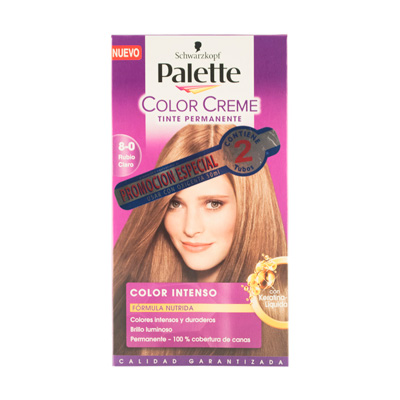 NUEVO
Schwarzkopf
Palette
COLOR CREME
TINTE PERMANENTE
8-0
Rubio
Claro
CONTIENE
2
Tubos
PROMOCION ESPECIAL
con
Keratina
Líquida
COLOR INTENSO
FÓRMULA NUTRIDA
Colores intensos y duraderos
Brillo luminoso
Permanente - 100 % cobertura de canas
CALIDAD GARANTIZADA